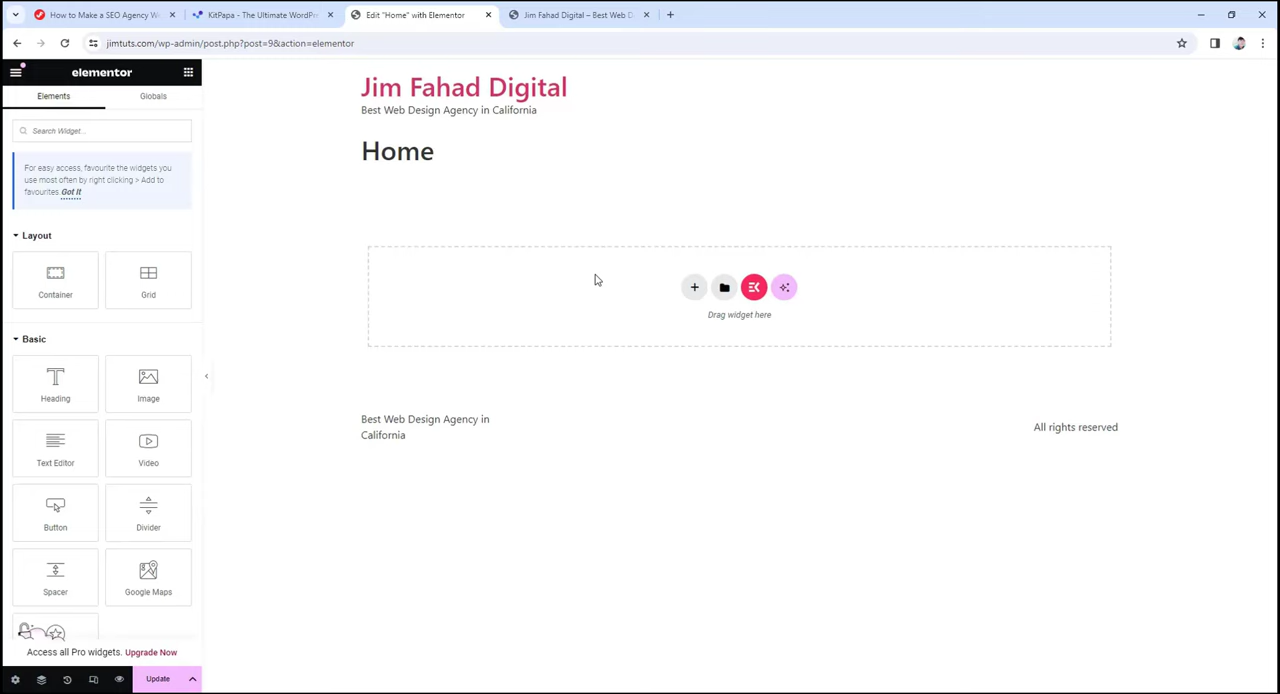 How to Make a SEO Agency W
KitPapa - The Ultimate WordPr
Edit "Home" with Elementor
Jim Fahad Digital – Best Web D
jimtuts.com/wp-admin/post.php?post=9&action=elementor
elementor
Elements
Globals
Search Widget...
For easy access, favourite the widgets you
use most often by right clicking > Add to
favourites. Got It
Layout
Container
Grid
Basic
Heading
Image
Text Editor
Video
Button
Divider
Spacer
Google Maps
Access all Pro widgets. Upgrade Now
Update
Jim Fahad Digital
Best Web Design Agency in California
Home
Drag widget here
Best Web Design Agency in
California
All rights reserved